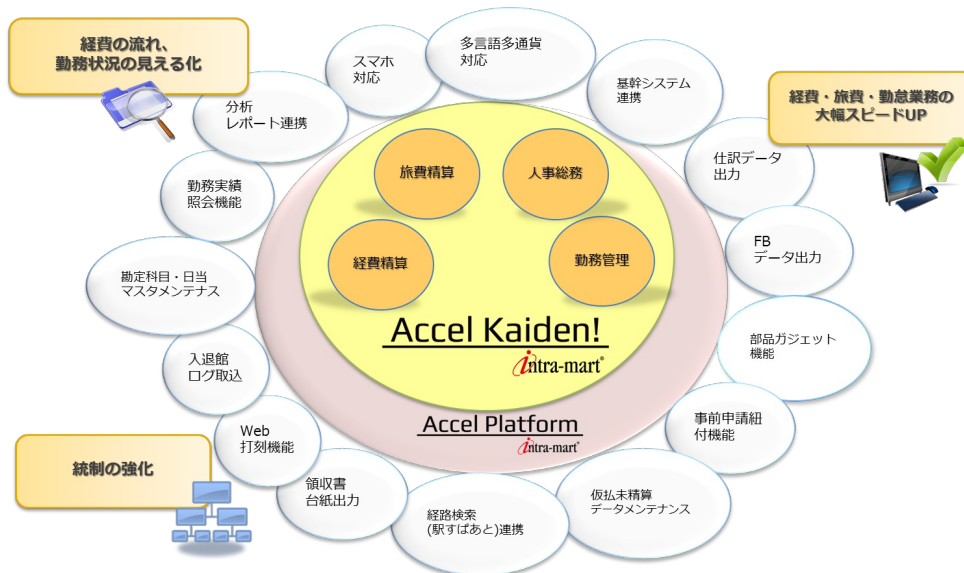 経費の流れ、
勤務状況の見える化
スマホ
対応
多言語多通貨
対応
基幹システム
連携
経費・旅費・勤怠業務の
大幅スピードUP
分析
レポート連携
仕訳データ
出力
勤務実績
照会機能
旅費精算
人事総務
FB
データ出力
勘定科目・日当
マスタメンテナス
経費精算
勤務管理
Accel Kaiden!
intra-mart®
入退館
ログ取込
部品ガジェット
機能
Accel Platform
intra-mart®
事前申請紐
付機能
Web
打刻機能
統制の強化
領収書
台紙出力
経路検索
(駅すぱあと)連携
仮払未精算
データメンテナンス